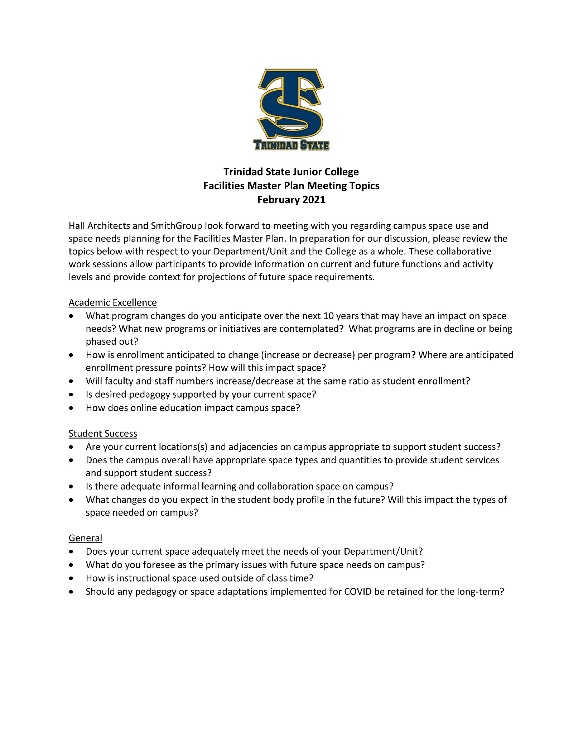 TS
TRINIDAD STATE
Trinidad State Junior College
Facilities Master Plan Meeting Topics
February 2021
Hall Architects and SmithGroup look forward to meeting with you regarding campus space use and
space needs planning for the Facilities Master Plan. In preparation for our discussion, please review the
topics below with respect to your Department/Unit and the College as a whole. These collaborative
work sessions allow participants to provide information on current and future functions and activity
levels and provide context for projections of future space requirements.
Academic Excellence
• What program changes do you anticipate over the next 10 years that may have an impact on space
needs? What new programs or initiatives are contemplated? What programs are in decline or being
phased out?
• How is enrollment anticipated to change (increase or decrease) per program? Where are anticipated
enrollment pressure points? How will this impact space?
• Will faculty and staff numbers increase/decrease at the same ratio as student enrollment?
• Is desired pedagogy supported by your current space?
• How does online education impact campus space?
Student Success
• Are your current locations(s) and adjacencies on campus appropriate to support student success?
• Does the campus overall have appropriate space types and quantities to provide student services
and support student success?
• Is there adequate informal learning and collaboration space on campus?
• What changes do you expect in the student body profile in the future? Will this impact the types of
space needed on campus?
General
• Does your current space adequately meet the needs of your Department/Unit?
• What do you foresee as the primary issues with future space needs on campus?
• How is instructional space used outside of class time?
• Should any pedagogy or space adaptations implemented for COVID be retained for the long-term?